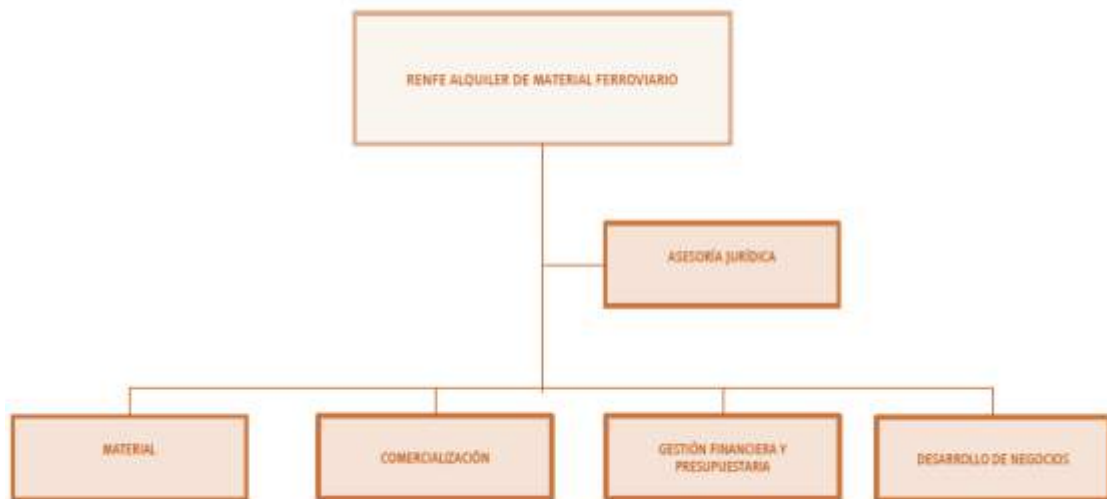 RENFE ALQUILER DE MATERIAL FERROVIARIO
ASESORÍA JURÍDICA
MATERIAL
COMERCIALIZACIÓN
GESTIÓN FINANCIERA Y
PRESUPUESTARIA
DESARROLLO DE NEGOCIOS